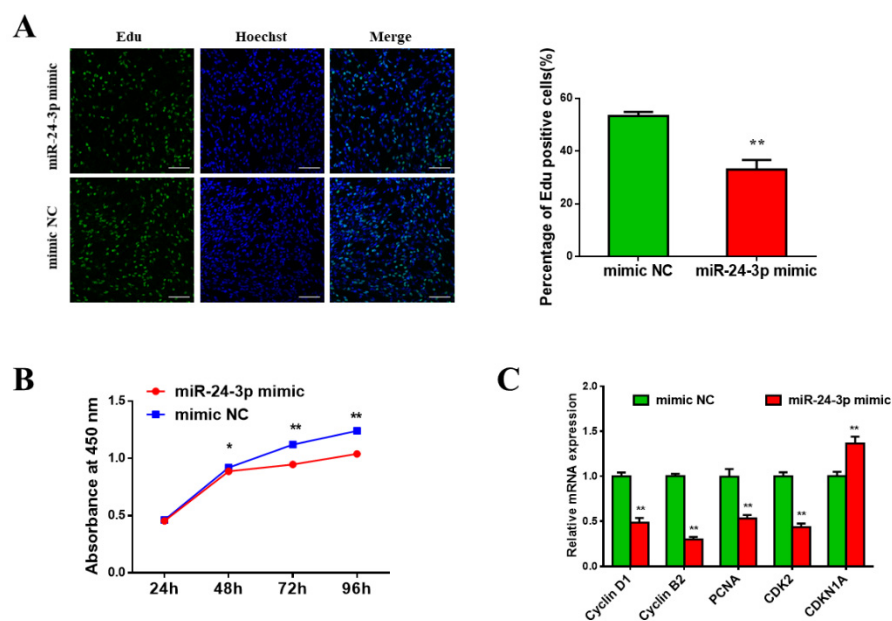 A
Edu Hoechst Merge
miR-24-3p mimic
mimic NC
Percentage of Edu positive cells(%)
60
40
20
0
**
mimic NC miR-24-3p mimic
B
miR-24-3p mimic
mimic NC
Absorbance at 450 nm
1.5
1.0
0.5
0.0
* ** **
24h 48h 72h 96h
C
mimic NC miR-24-3p mimic
Relative mRNA expression
2.0
1.5
1.0
0.5
0.0
** ** ** ** **
Cyclin D1
Cyclin B2
PCNA
CDK2
CDKN1A